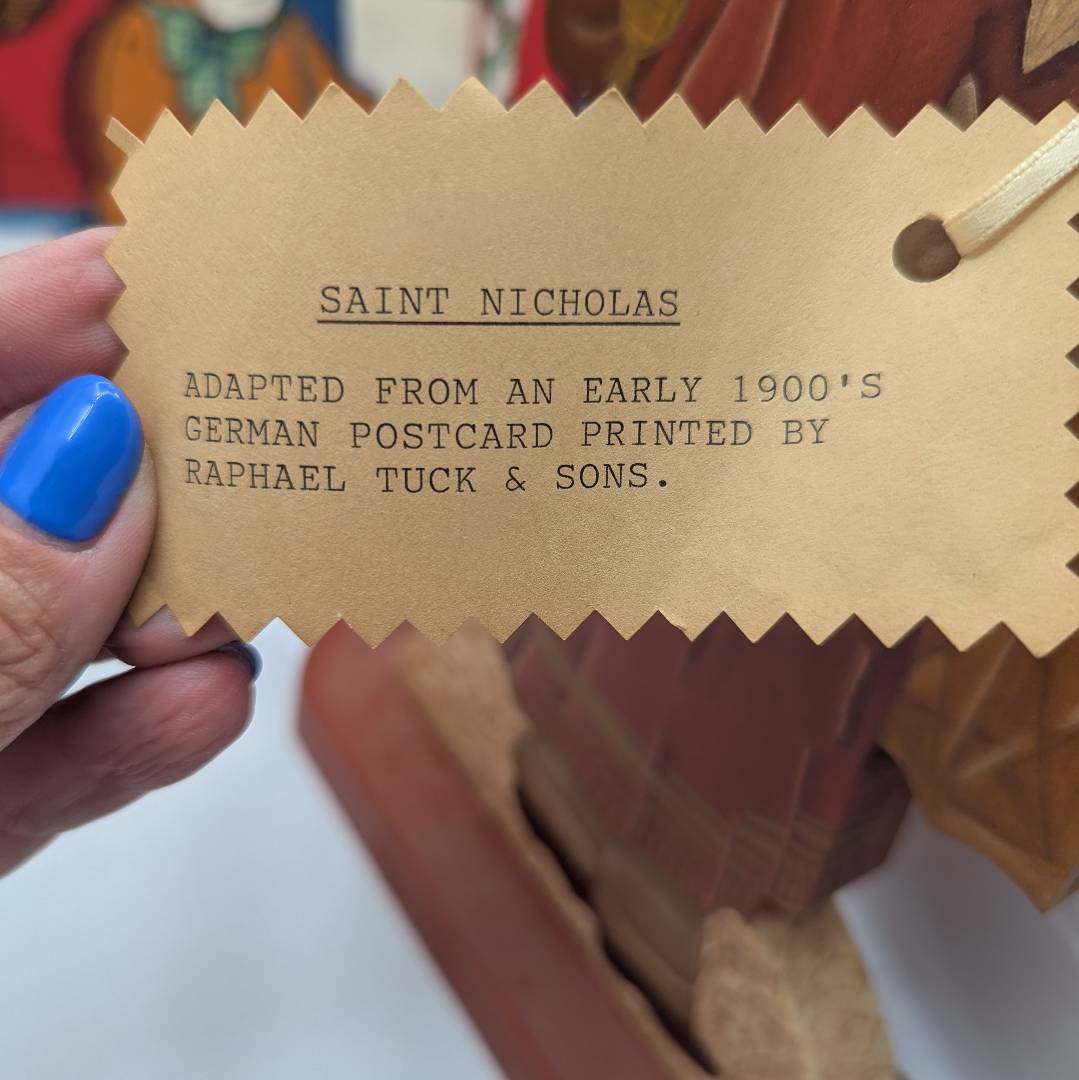 SAINT NICHOLAS
ADAPTED FROM AN EARLY 1900'S
GERMAN POSTCARD PRINTED BY
RAPHAEL TUCK & SONS.